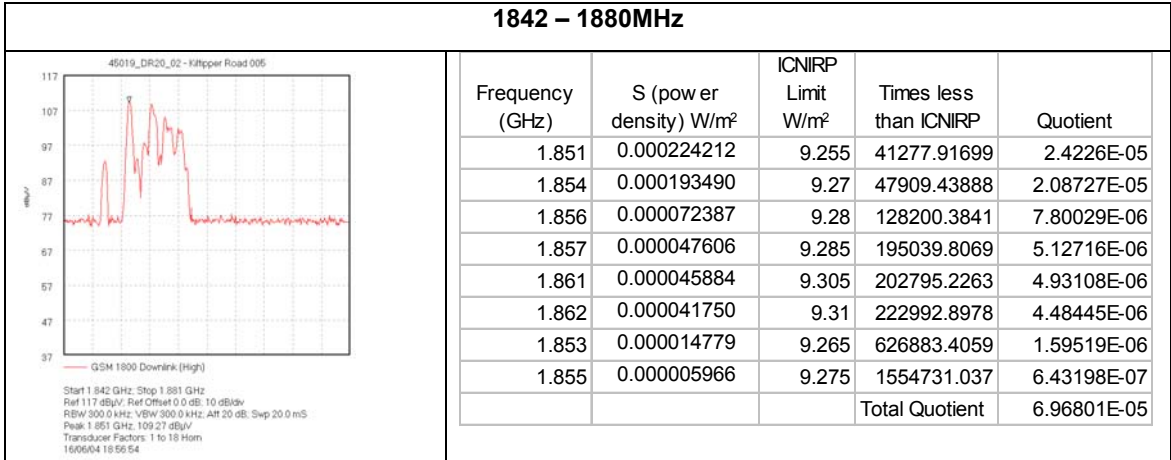 1842 – 1880MHz
45019_DR20_02 - Kiltipper Road 005
117
107
97
87
77
67
57
47
37
dBµV
GSM 1800 Downlink (High)
Start 1.842 GHz; Stop 1.881 GHz
Ref 117 dBµV; Ref Offset 0.0 dB; 10 dB/div
RBW 300.0 kHz; VBW 300.0 kHz; Att 20 dB; Swp 20.0 mS
Peak 1.851 GHz, 109.27 dBµV
Transducer Factors: 1 to 18 Horn
16/06/04 18:56:54
Frequency (GHz) S (pow er density) W/m² ICNIRP Limit W/m² Times less than ICNIRP Quotient
1.851 0.000224212 9.255 41277.91699 2.4226E-05
1.854 0.000193490 9.27 47909.43888 2.08727E-05
1.856 0.000072387 9.28 128200.3841 7.80029E-06
1.857 0.000047606 9.285 195039.8069 5.12716E-06
1.861 0.000045884 9.305 202795.2263 4.93108E-06
1.862 0.000041750 9.31 222992.8978 4.48445E-06
1.853 0.000014779 9.265 626883.4059 1.59519E-06
1.855 0.000005966 9.275 1554731.037 6.43198E-07
Total Quotient 6.96801E-05